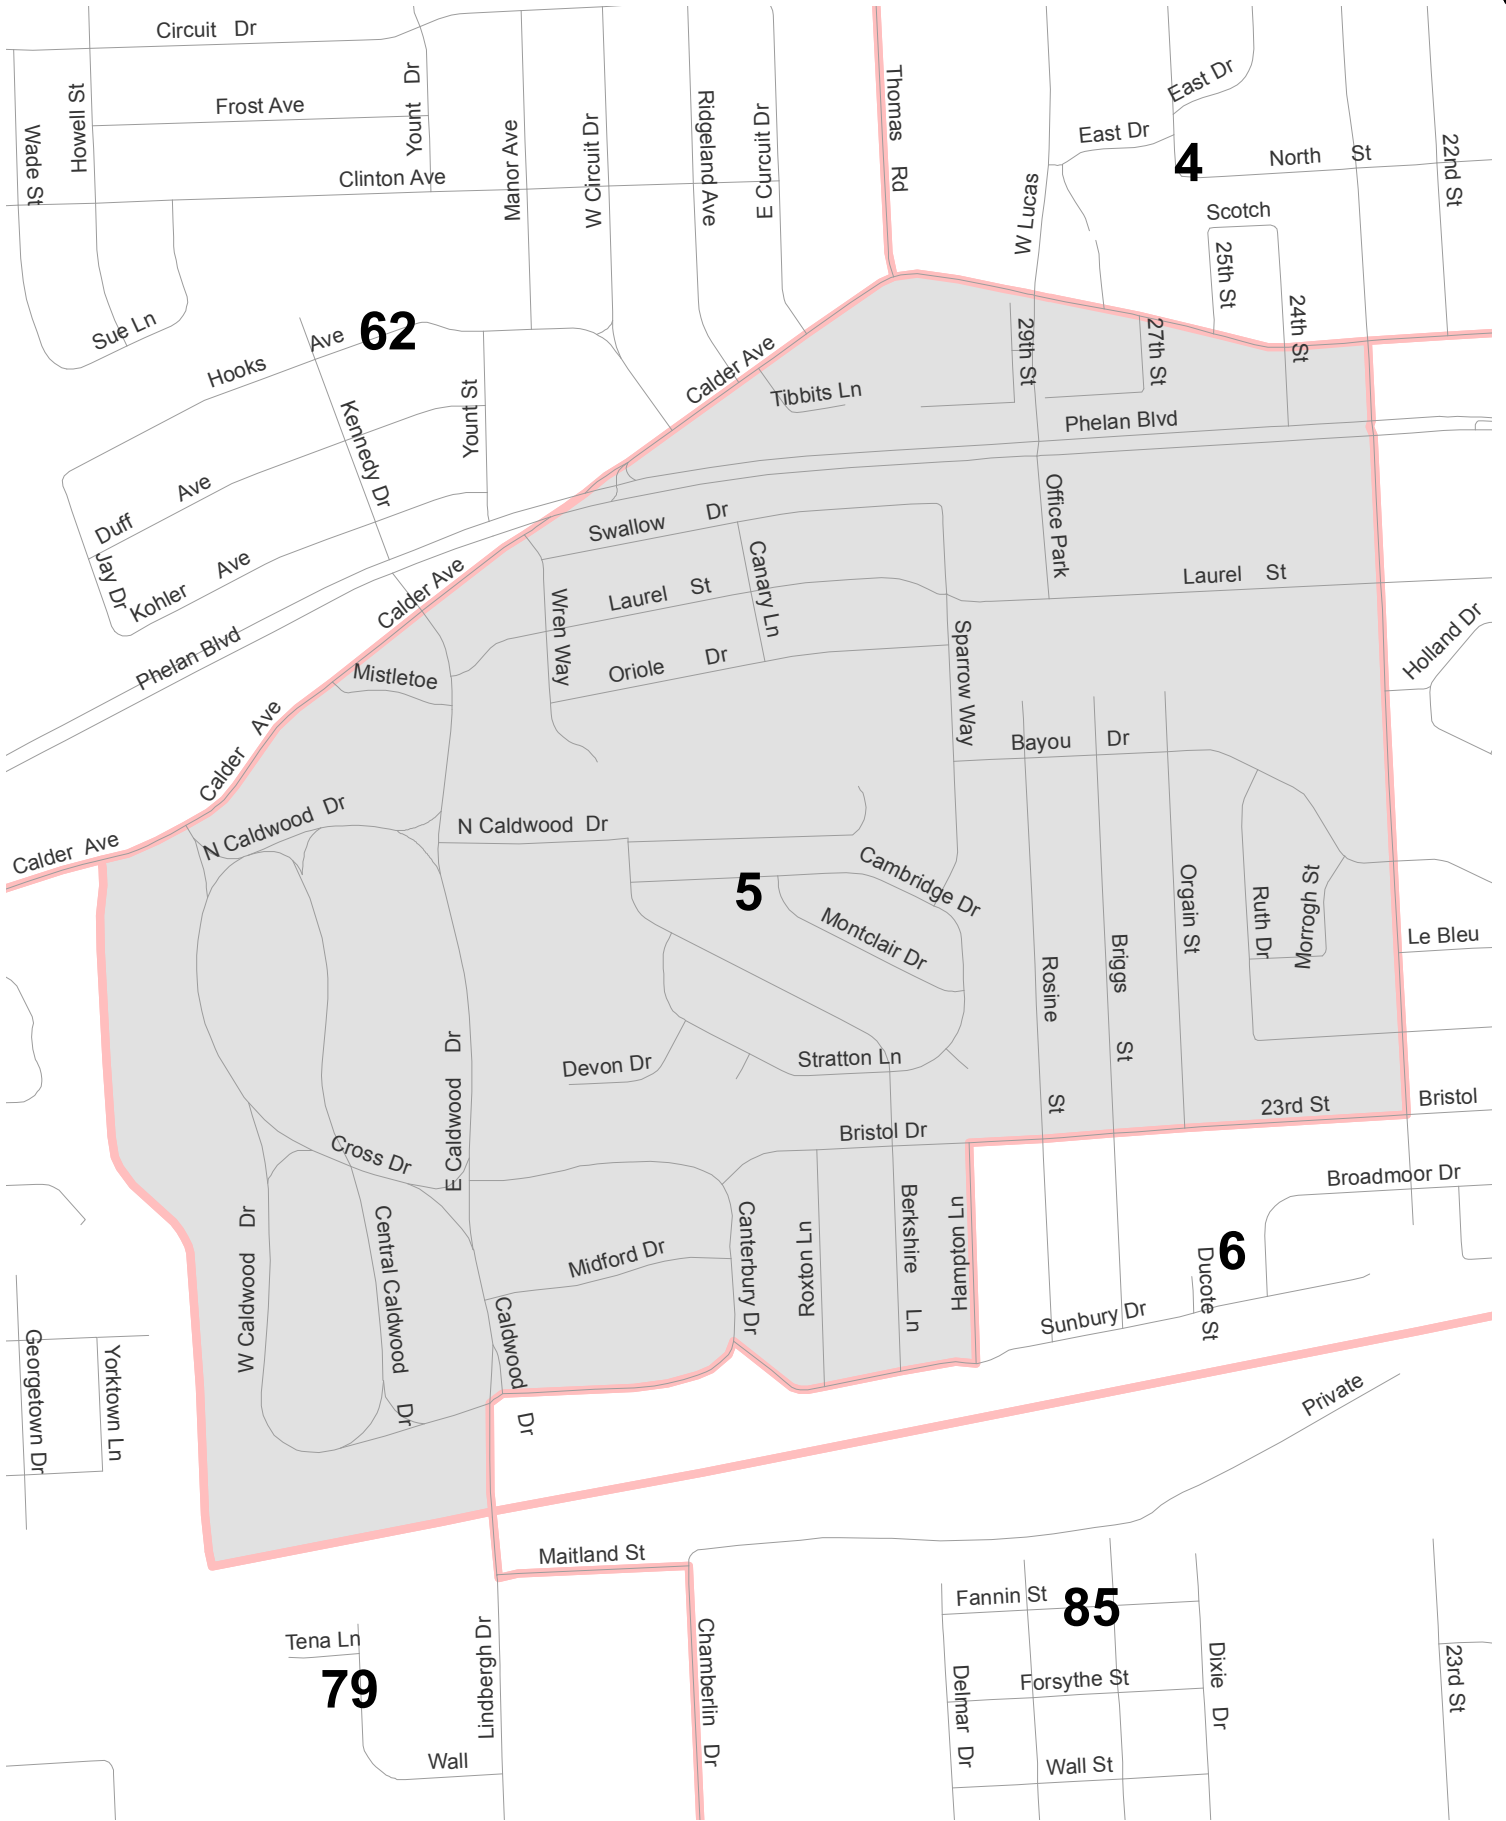 Circuit Dr
Frost Ave
Yount Dr
Howell St
Wade St
Clinton Ave
Manor Ave
W Circuit Dr
Ridgeland Ave
E Curcuit Dr
Thomas Rd
East Dr
East Dr
4
North St
22nd St
W Lucas
Scotch
25th St
24th St
Sue Ln
Hooks Ave
62
Calder Ave
29th St
27th St
Tibbits Ln
Phelan Blvd
Kennedy Dr
Yount St
Duff Ave
Jay Dr
Kohler Ave
Swallow Dr
Canary Ln
Office Park
Laurel St
Laurel St
Calder Ave
Wren Way
Oriole Dr
Sparrow Way
Holland Dr
Phelan Blvd
Mistletoe
Calder Ave
Bayou Dr
N Caldwood Dr
N Caldwood Dr
Calder Ave
Cambridge Dr
5
Montclair Dr
Orgain St
Ruth Dr
Morrogh St
Le Bleu
Briggs St
Rosine St
E Caldwood Dr
Devon Dr
Stratton Ln
23rd St
Bristol
Bristol Dr
Cross Dr
Broadmoor Dr
W Caldwood Dr
Central Caldwood Dr
Midford Dr
Canterbury Dr
Roxton Ln
Berkshire Ln
Hamptom Ln
6
Ducote St
Sunbury Dr
Caldwood Dr
Georgetown Dr
Yorktown Ln
Private
Maitland St
Fannin St
85
Tena Ln
79
Lindbergh Dr
Chamberlin Dr
Delmar Dr
Forsythe St
Dixie Dr
23rd St
Wall
Wall St